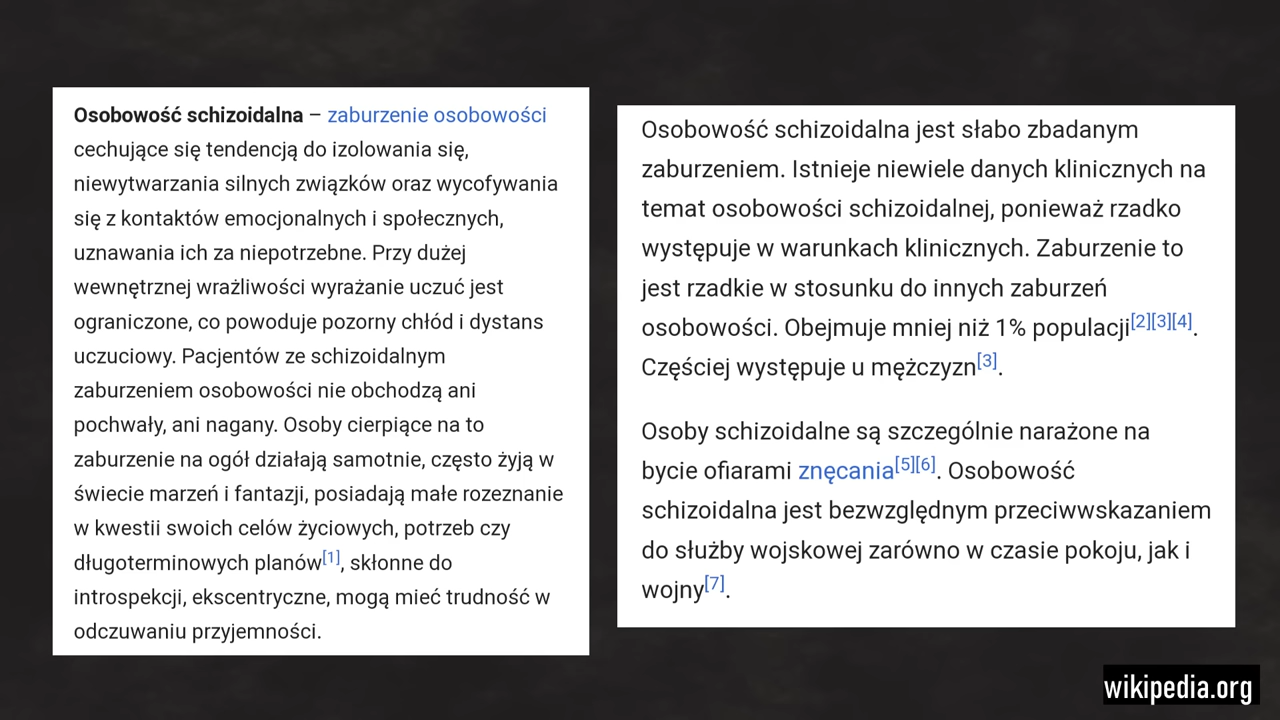 Osobowość schizoidalna – zaburzenie osobowości
cechujące się tendencją do izolowania się,
niewytwarzania silnych związków oraz wycofywania
się z kontaktów emocjonalnych i społecznych,
uznawania ich za niepotrzebne. Przy dużej
wewnętrznej wrażliwości wyrażanie uczuć jest
ograniczone, co powoduje pozorny chłód i dystans
uczuciowy. Pacjentów ze schizoidalnym
zaburzeniem osobowości nie obchodzą ani
pochwały, ani nagany. Osoby cierpiące na to
zaburzenie na ogół działają samotnie, często żyją w
świecie marzeń i fantazji, posiadają małe rozeznanie
w kwestii swoich celów życiowych, potrzeb czy
długoterminowych planów[1], skłonne do
introspekcji, ekscentryczne, mogą mieć trudność w
odczuwaniu przyjemności.
Osobowość schizoidalna jest słabo zbadanym
zaburzeniem. Istnieje niewiele danych klinicznych na
temat osobowości schizoidalnej, ponieważ rzadko
występuje w warunkach klinicznych. Zaburzenie to
jest rzadkie w stosunku do innych zaburzeń
osobowości. Obejmuje mniej niż 1% populacji[2][3][4].
Częściej występuje u mężczyzn[3].
Osoby schizoidalne są szczególnie narażone na
bycie ofiarami znęcania[5][6]. Osobowość
schizoidalna jest bezwzględnym przeciwwskazaniem
do służby wojskowej zarówno w czasie pokoju, jak i
wojny[7].
wikipedia.org